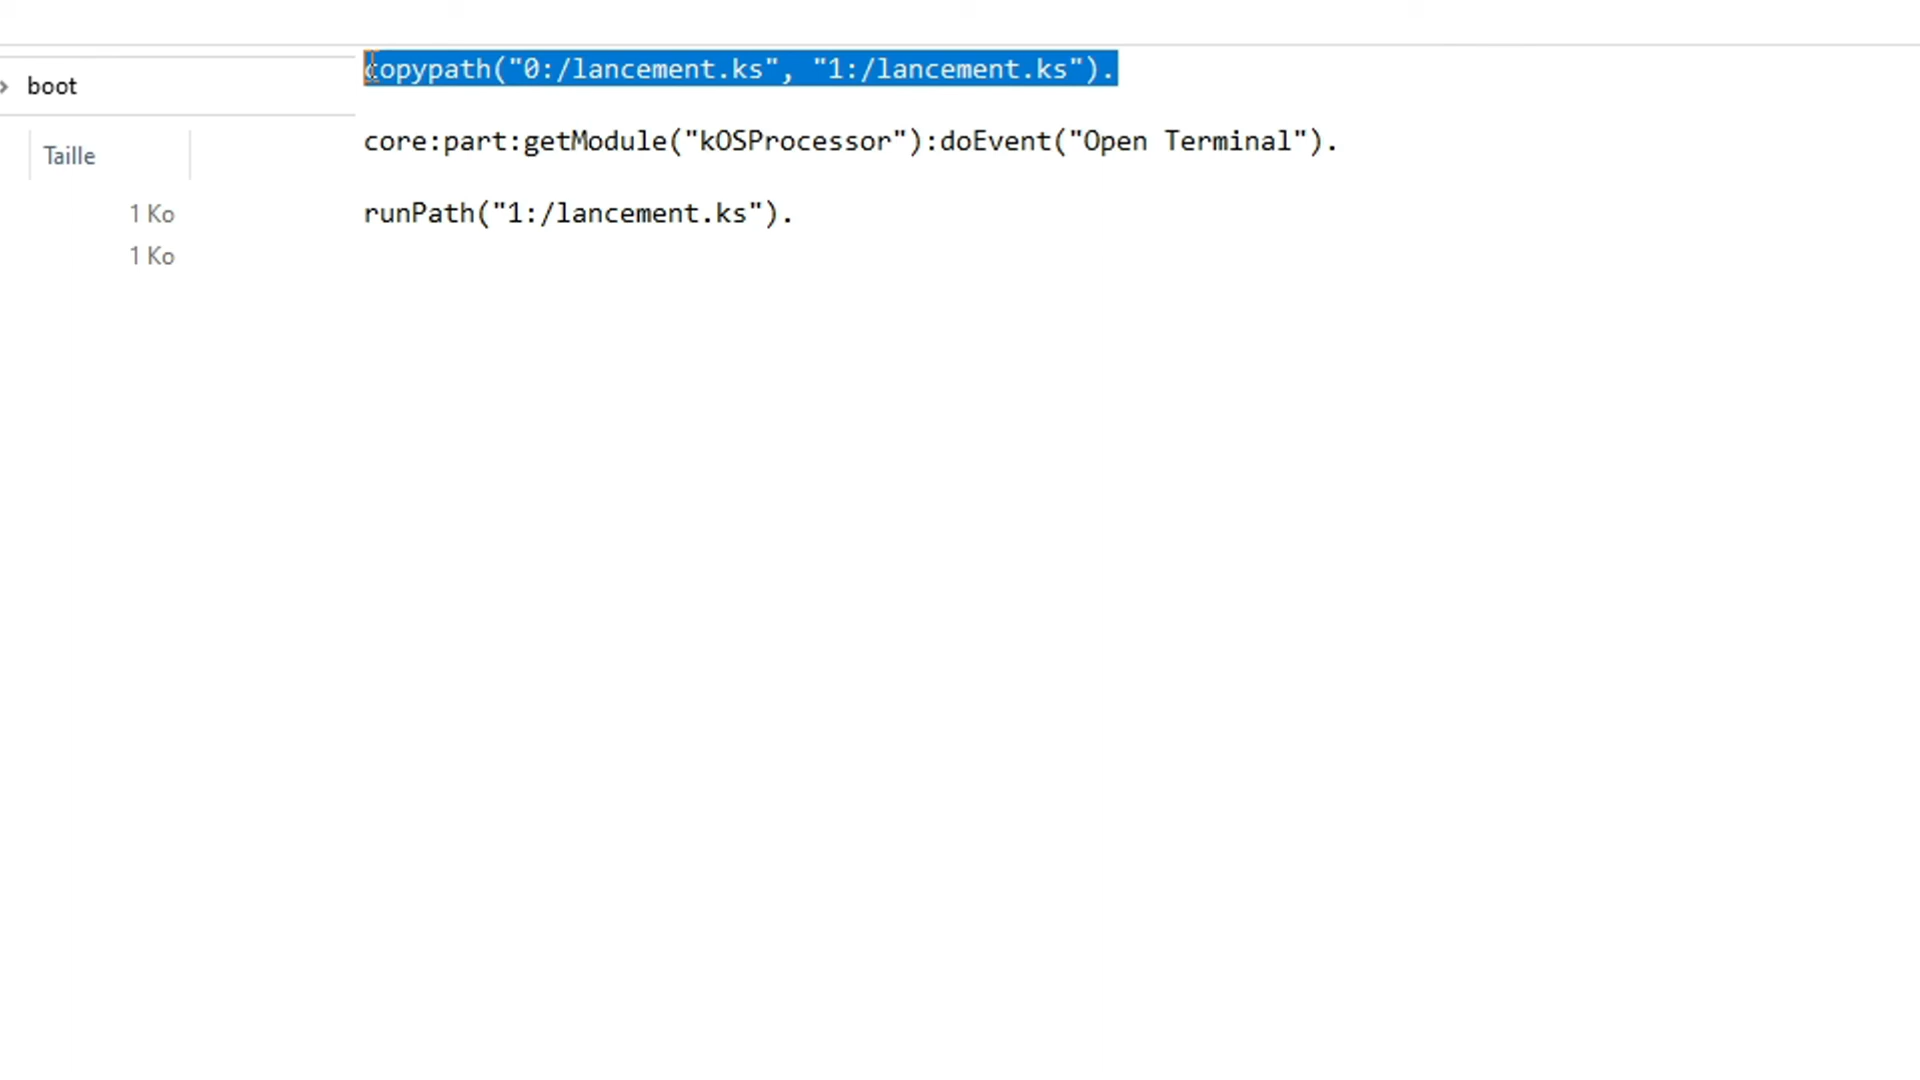 copypath("0:/lancement.ks", "1:/lancement.ks").
boot
core:part:getModule("kOSProcessor"):doEvent("Open Terminal").
Taille
runPath("1:/lancement.ks").
1 Ko
1 Ko